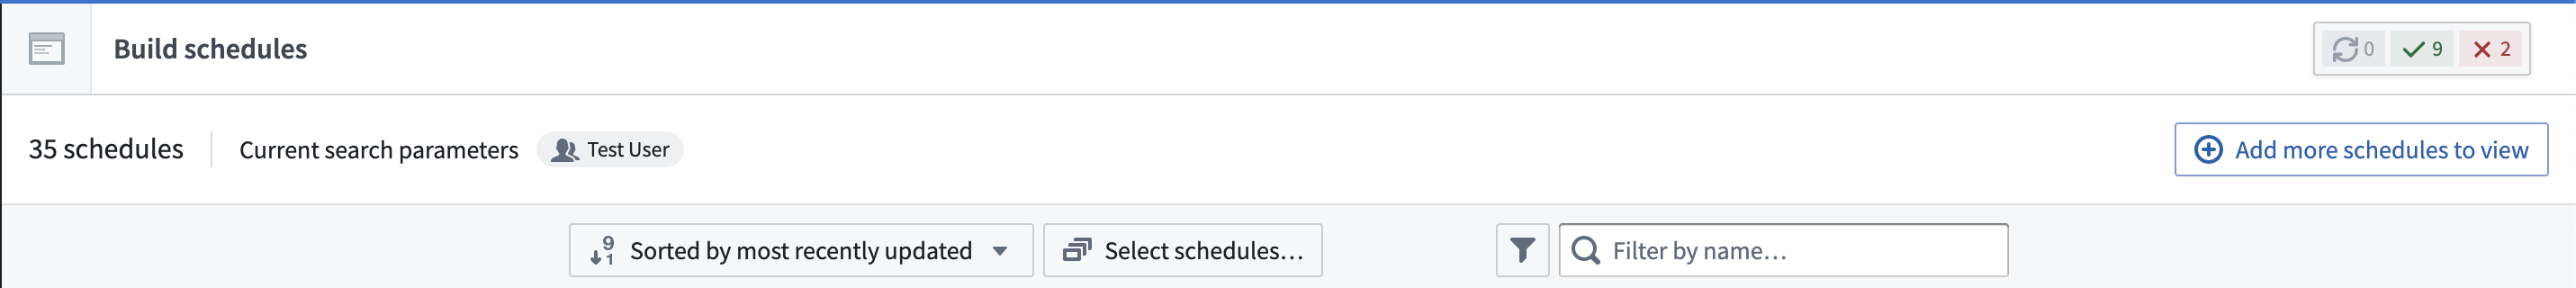 Build schedules
0 9 2
35 schedules Current search parameters Test User Add more schedules to view
Sorted by most recently updated Select schedules... Filter by name...